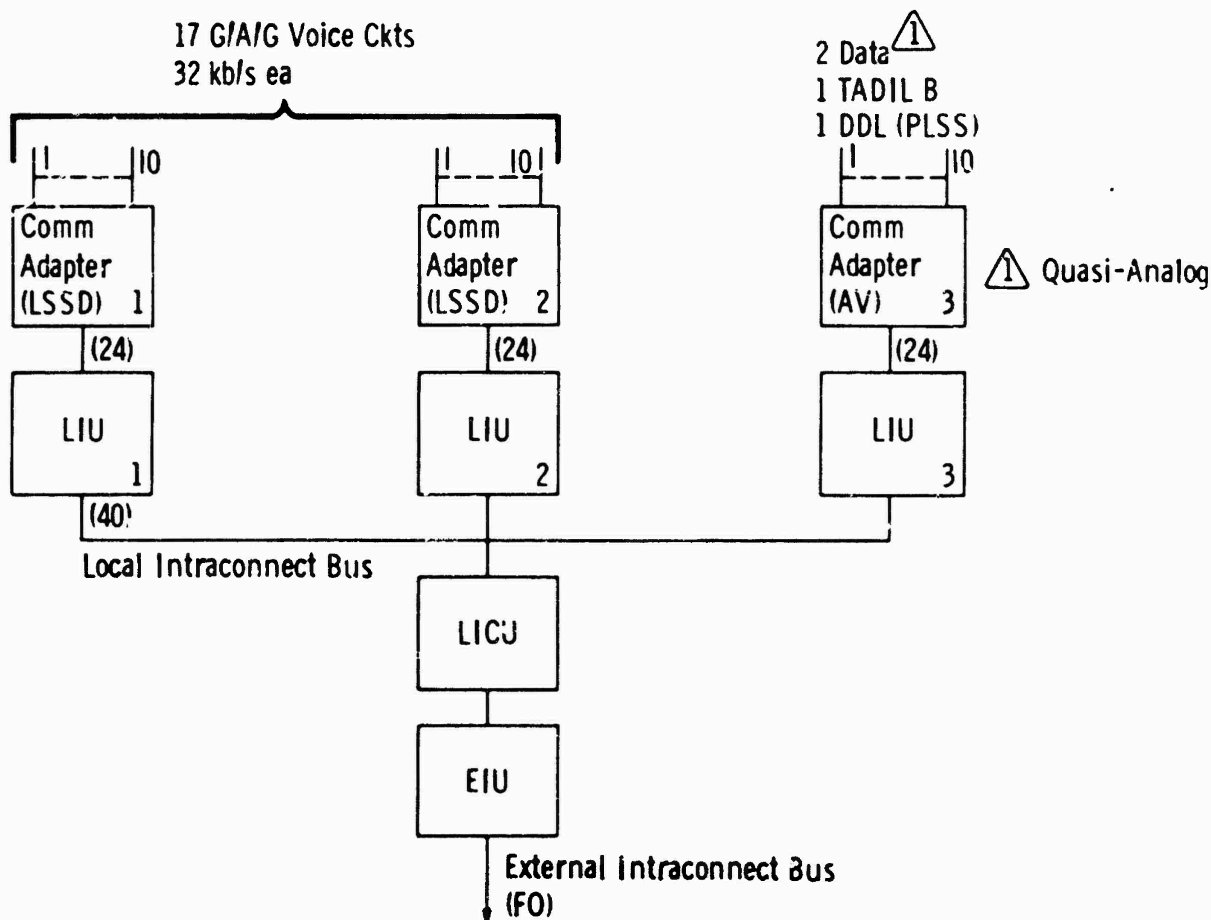 17 G/A/G Voice Ckts
32 kb/s ea
2 Data 1
1 TADIL B
1 DDL (PLSS)
1 10
1 10
1 10
Comm
Adapter
(LSSD) 1
Comm
Adapter
(LSSD) 2
Comm
Adapter
(AV) 3
1 Quasi-Analog
(24)
(24)
(24)
LIU
1
LIU
2
LIU
3
(40)
Local Intraconnect Bus
LICU
EIU
External Intraconnect Bus
(FO)